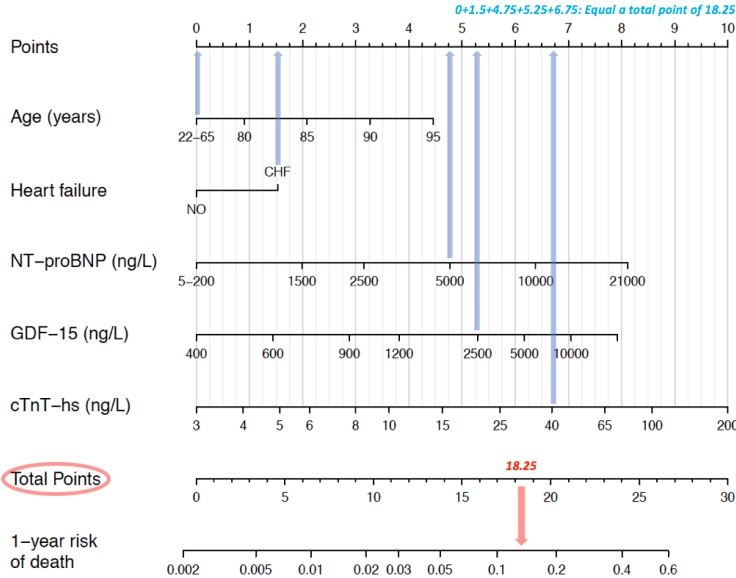 0+1.5+4.75+5.25+6.75: Equal a total point of 18.25
0 1 2 3 4 5 6 7 8 9 10
Points
Age (years)
22–65 80 85 90 95
CHF
Heart failure
NO
NT–proBNP (ng/L)
5–200 1500 2500 5000 10000 21000
GDF–15 (ng/L)
400 600 900 1200 2500 5000 10000
cTnT–hs (ng/L)
3 4 5 6 8 10 15 25 40 65 100 200
18.25
Total Points
0 5 10 15 20 25 30
1–year risk
of death
0.002 0.005 0.01 0.02 0.03 0.05 0.1 0.2 0.4 0.6